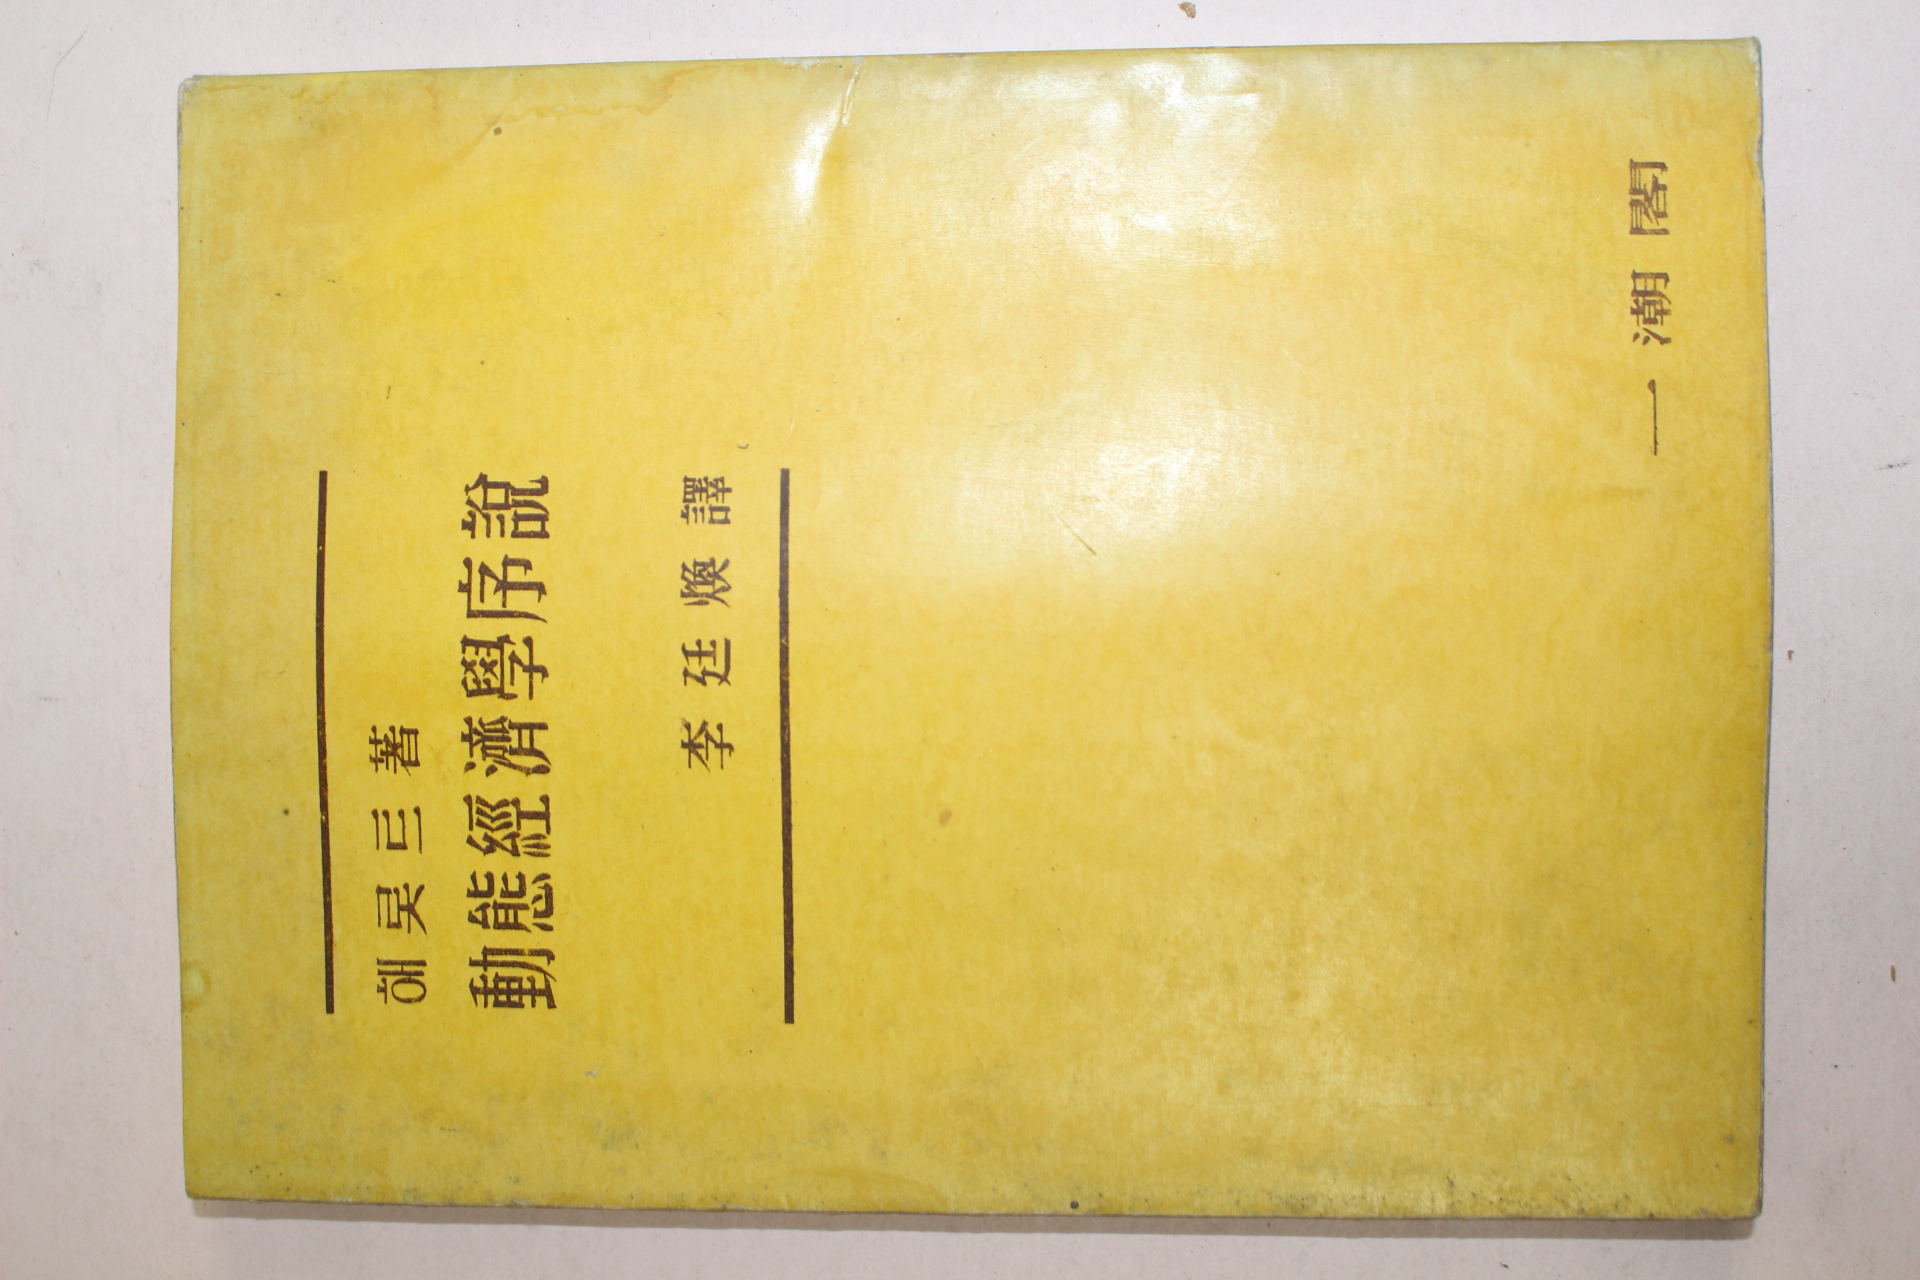 해롯드 著
動態經濟學序說
李廷煥 譯
一潮閣